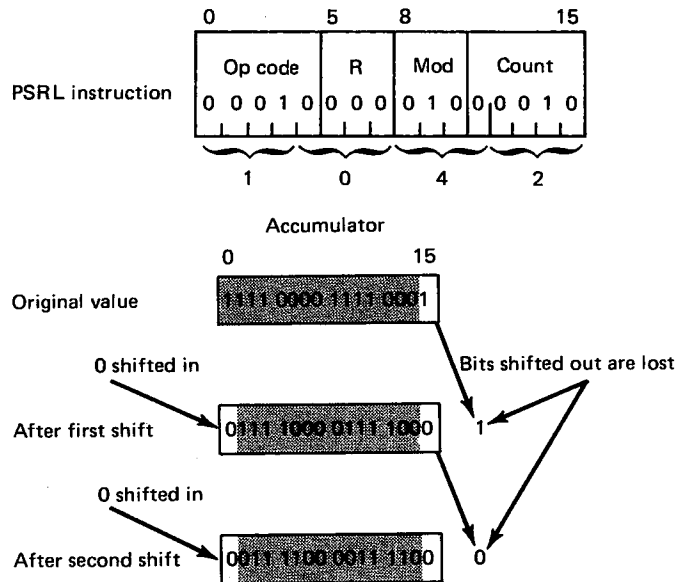 0 5 8 15
Op code R Mod Count
PSRL instruction
0 0 0 1 0 0 0 0 0 1 0 0 0 0 1 0
1 0 4 2
Accumulator
0 15
Original value
1111 0000 1111 0001
0 shifted in
Bits shifted out are lost
After first shift
0111 1000 0111 1000
1
0 shifted in
After second shift
0011 1100 0011 1100
0